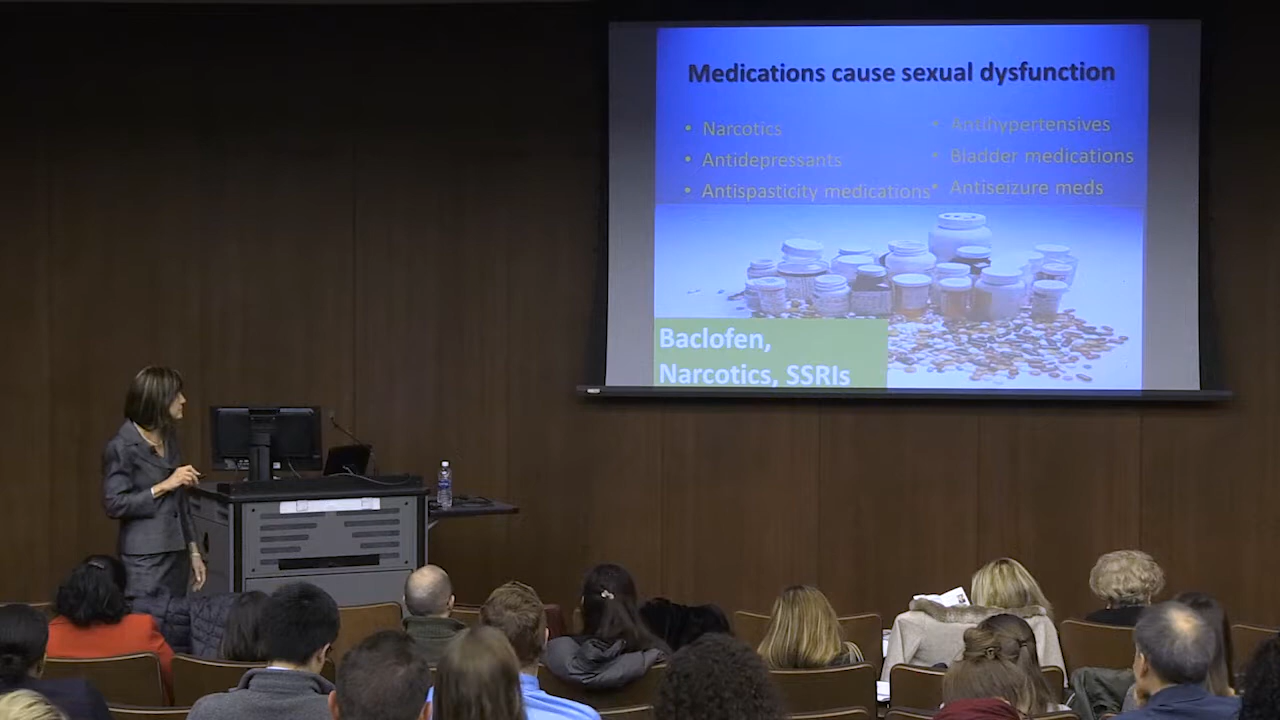 Medications cause sexual dysfunction
• Narcotics
• Antidepressants
• Antispasticity medications
• Antihypertensives
• Bladder medications
• Antiseizure meds
Baclofen,
Narcotics, SSRIs